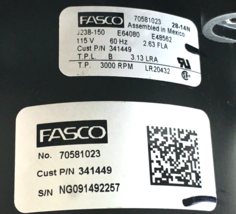 FASCO
70581023 28-14N
J238-150 E64080 Assembled in Mexico
115 V 60 Hz E49562
Cust P/N 341449 2.63 FLA
T.P.L. B 3.13 LRA
T.P. 3000 RPM LR20432
FASCO
No. 70581023
Cust P/N 341449
S/N NG091492257